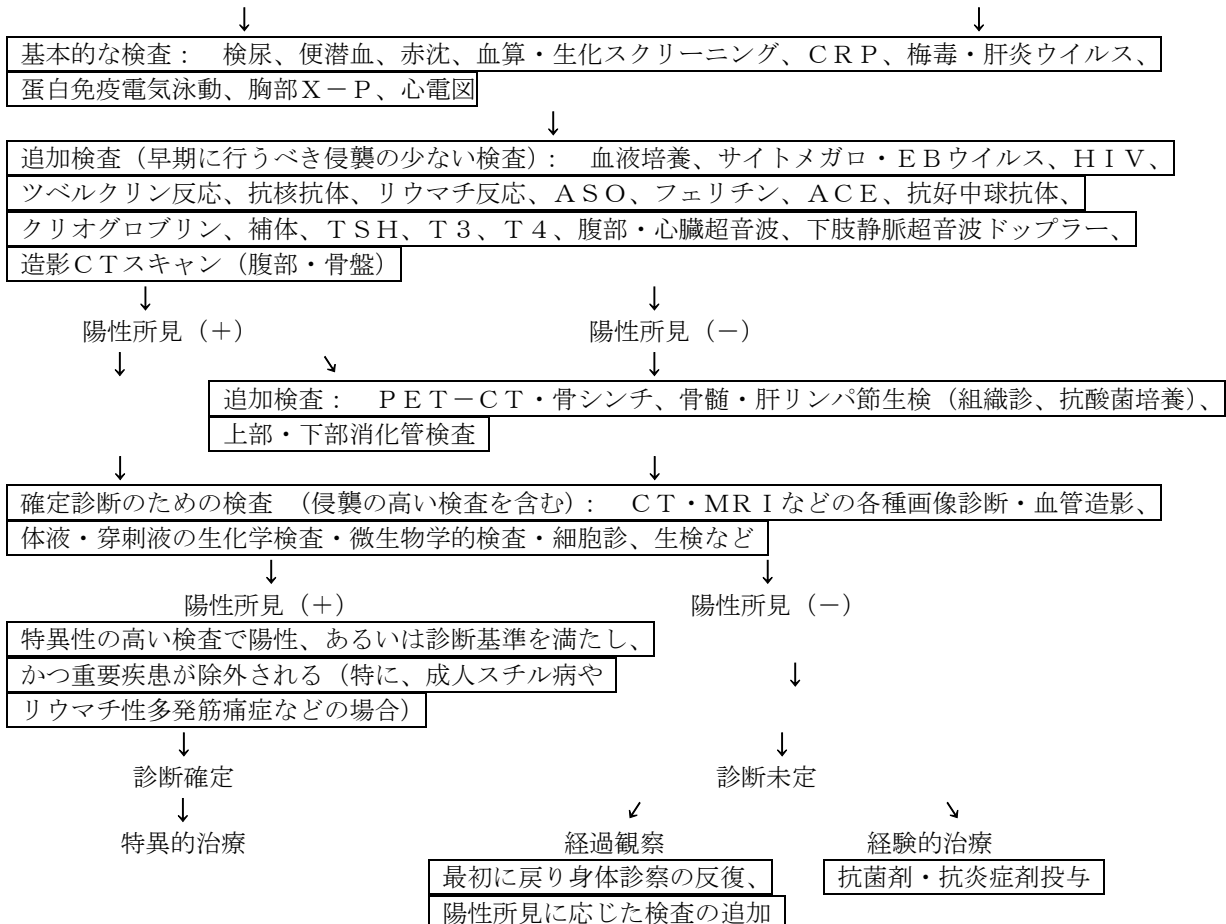 ↓ ↓
基本的な検査： 検尿、便潜血、赤沈、血算・生化スクリーニング、ＣＲＰ、梅毒・肝炎ウイルス、
蛋白免疫電気泳動、胸部Ｘ－Ｐ、心電図
↓
追加検査（早期に行うべき侵襲の少ない検査）： 血液培養、サイトメガロ・ＥＢウイルス、ＨＩＶ、
ツベルクリン反応、抗核抗体、リウマチ反応、ＡＳＯ、フェリチン、ＡＣＥ、抗好中球抗体、
クリオグロブリン、補体、ＴＳＨ、Ｔ３、Ｔ４、腹部・心臓超音波、下肢静脈超音波ドップラー、
造影ＣＴスキャン（腹部・骨盤）
↓ ↓
陽性所見（＋） 陽性所見（－）
↓ ↘ ↓
追加検査： ＰＥＴ－ＣＴ・骨シンチ、骨髄・肝リンパ節生検（組織診、抗酸菌培養）、
上部・下部消化管検査
↓ ↓
確定診断のための検査 （侵襲の高い検査を含む）： ＣＴ・ＭＲＩなどの各種画像診断・血管造影、
体液・穿刺液の生化学検査・微生物学的検査・細胞診、生検など
↓ ↓
陽性所見（＋） 陽性所見（－）
特異性の高い検査で陽性、あるいは診断基準を満たし、
かつ重要疾患が除外される（特に、成人スチル病や ↓
リウマチ性多発筋痛症などの場合）
↓ ↓
診断確定 診断未定
↓ ↙ ↘
特異的治療 経過観察 経験的治療
最初に戻り身体診察の反復、 抗菌剤・抗炎症剤投与
陽性所見に応じた検査の追加